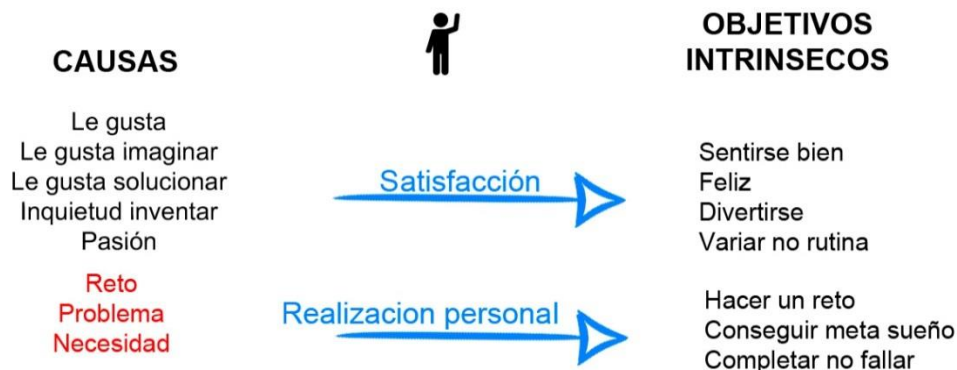 CAUSAS
OBJETIVOS
INTRINSECOS
Le gusta
Le gusta imaginar
Le gusta solucionar
Inquietud inventar
Pasión
Satisfacción
Sentirse bien
Feliz
Divertirse
Variar no rutina
Reto
Problema
Necesidad
Realizacion personal
Hacer un reto
Conseguir meta sueño
Completar no fallar